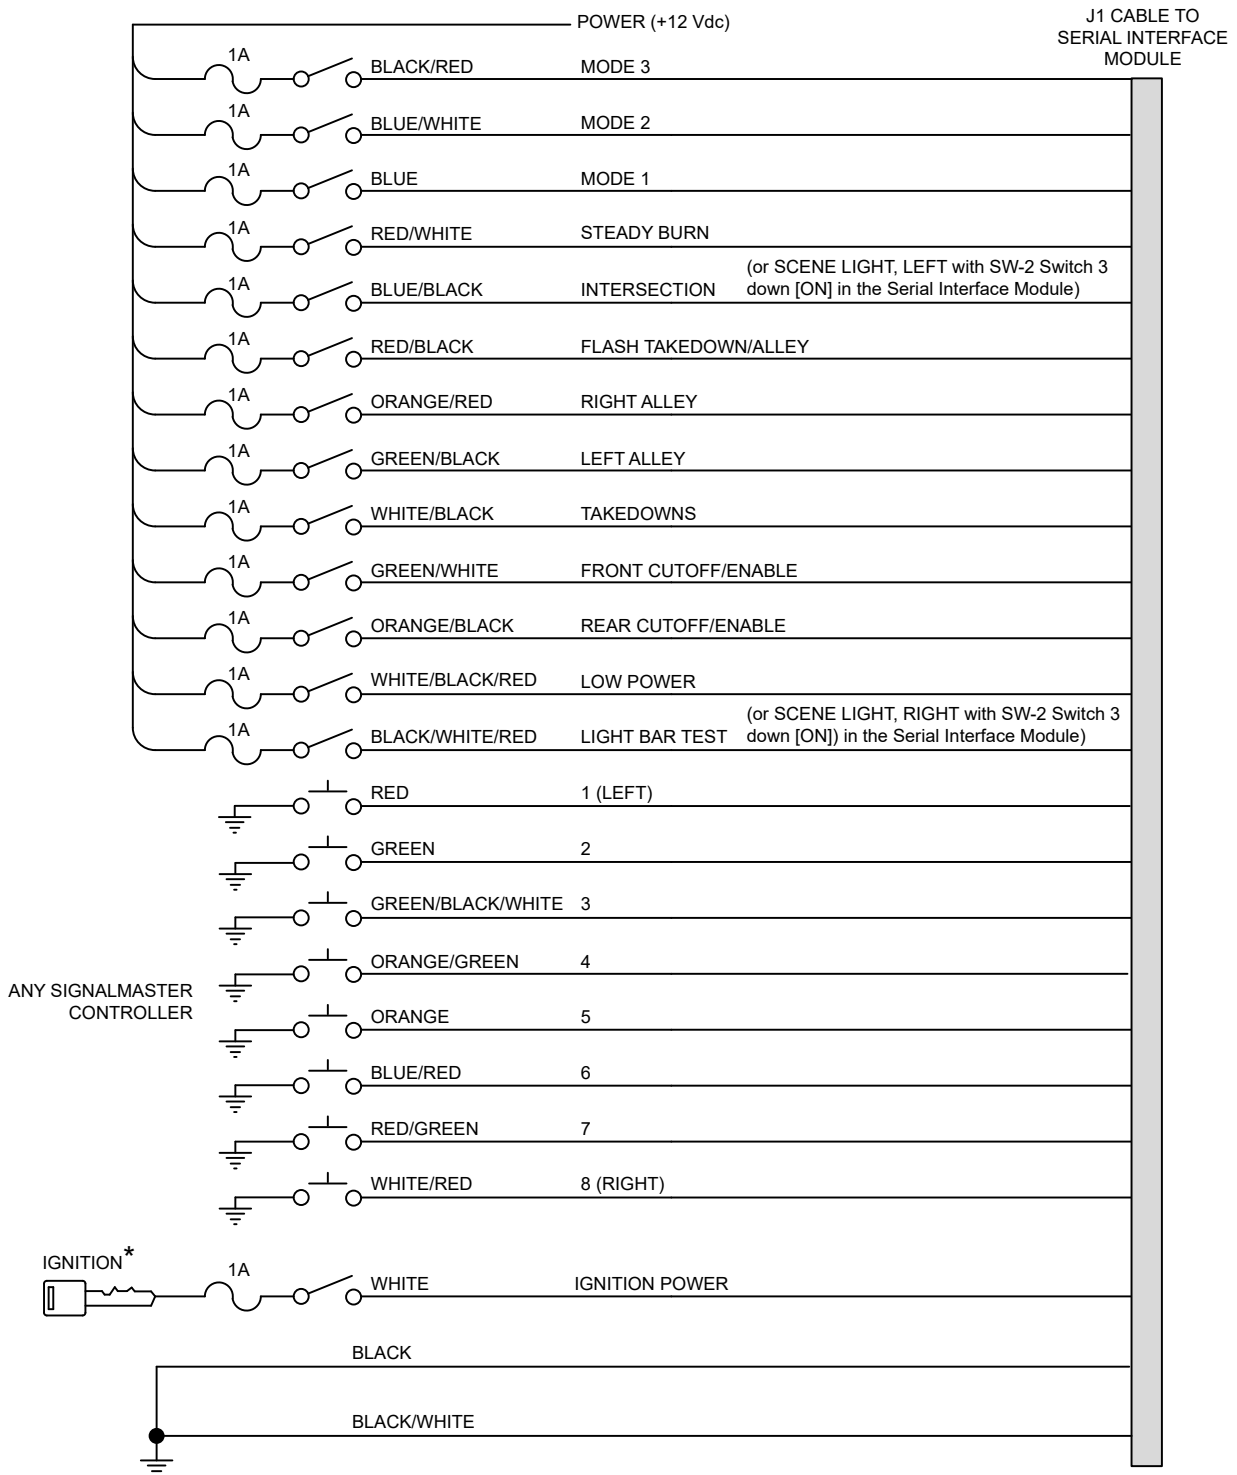 POWER (+12 Vdc)
J1 CABLE TO
SERIAL INTERFACE
MODULE
1A BLACK/RED MODE 3
1A BLUE/WHITE MODE 2
1A BLUE MODE 1
1A RED/WHITE STEADY BURN
1A BLUE/BLACK INTERSECTION
(or SCENE LIGHT, LEFT with SW-2 Switch 3
down [ON] in the Serial Interface Module)
1A RED/BLACK FLASH TAKEDOWN/ALLEY
1A ORANGE/RED RIGHT ALLEY
1A GREEN/BLACK LEFT ALLEY
1A WHITE/BLACK TAKEDOWNS
1A GREEN/WHITE FRONT CUTOFF/ENABLE
1A ORANGE/BLACK REAR CUTOFF/ENABLE
1A WHITE/BLACK/RED LOW POWER
1A BLACK/WHITE/RED LIGHT BAR TEST
(or SCENE LIGHT, RIGHT with SW-2 Switch 3
down [ON]) in the Serial Interface Module)
RED 1 (LEFT)
GREEN 2
GREEN/BLACK/WHITE 3
ORANGE/GREEN 4
ANY SIGNALMASTER
CONTROLLER
ORANGE 5
BLUE/RED 6
RED/GREEN 7
WHITE/RED 8 (RIGHT)
IGNITION*
1A WHITE IGNITION POWER
BLACK
BLACK/WHITE